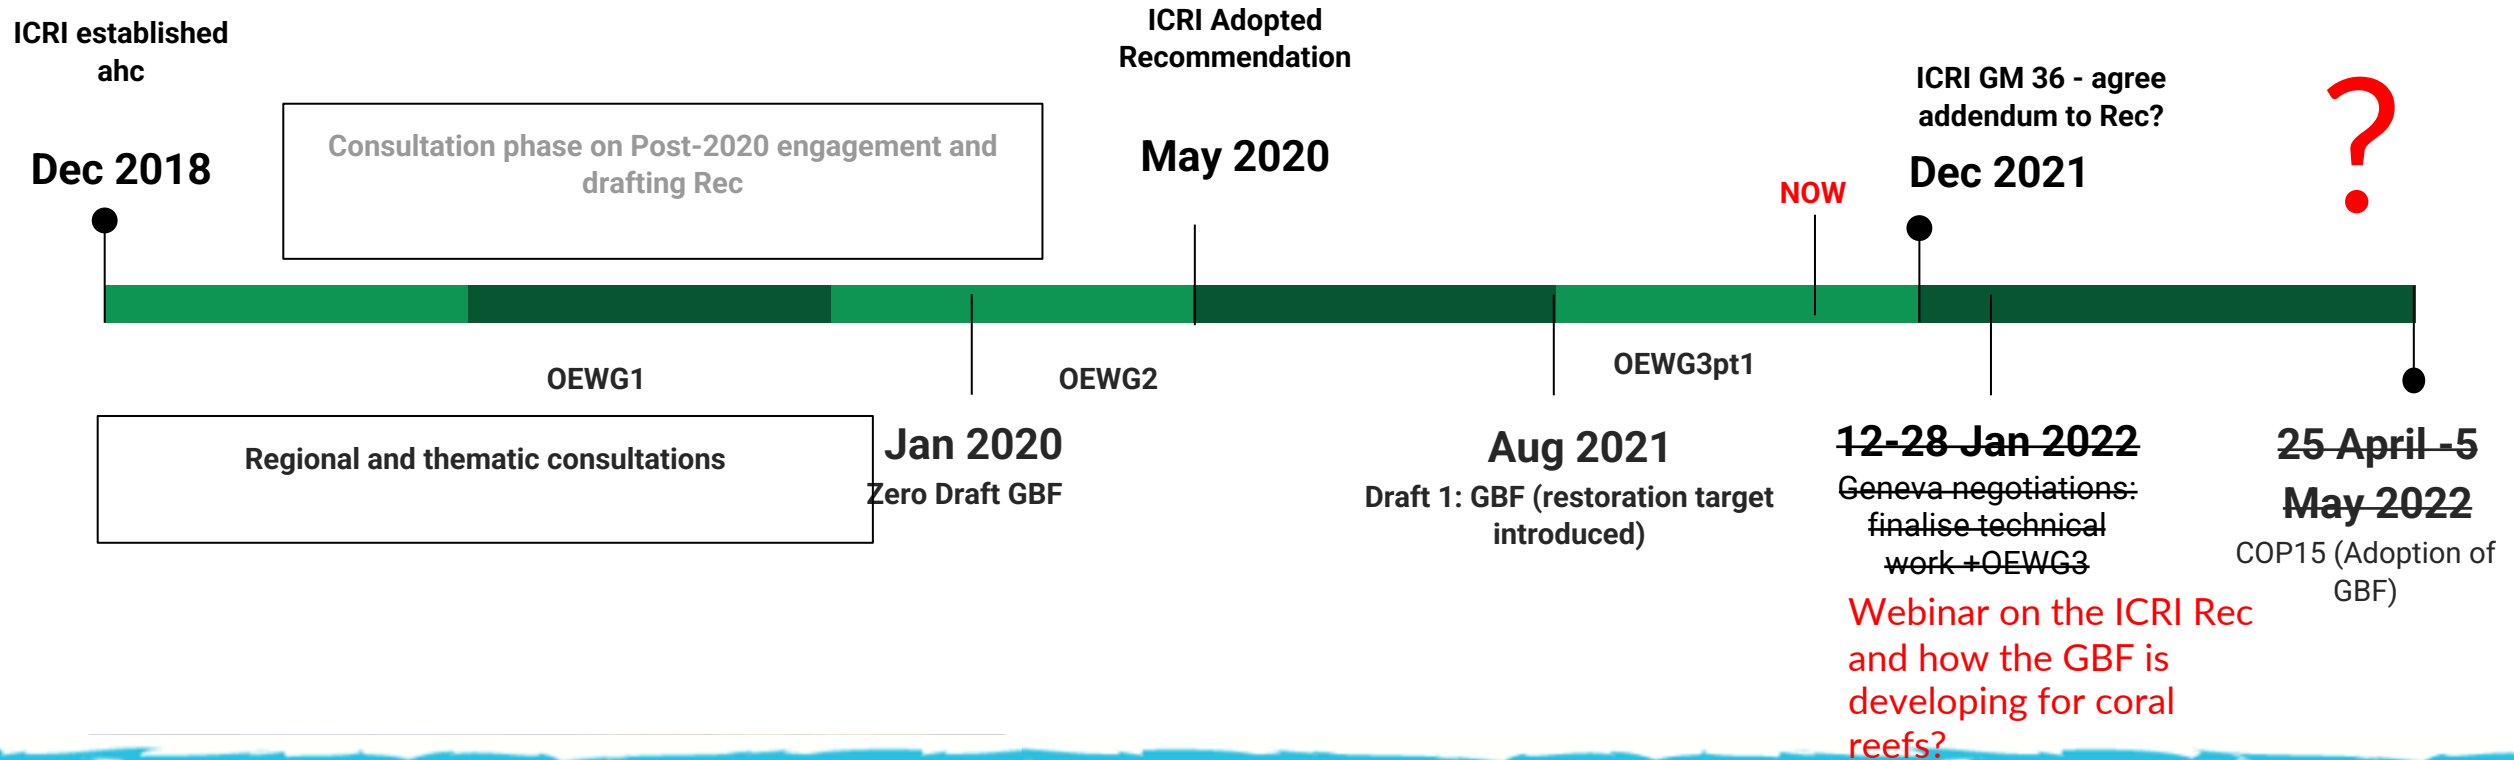 ICRI established
ahc
Dec 2018
Consultation phase on Post-2020 engagement and
drafting Rec
ICRI Adopted
Recommendation
May 2020
NOW
ICRI GM 36 - agree
addendum to Rec?
Dec 2021
?
OEWG1
OEWG2
OEWG3pt1
Regional and thematic consultations
Jan 2020
Zero Draft GBF
Aug 2021
Draft 1: GBF (restoration target
introduced)
12-28 Jan 2022
Geneva negotiations:
finalise technical
work +OEWG3
Webinar on the ICRI Rec
and how the GBF is
developing for coral
reefs?
25 April -5
May 2022
COP15 (Adoption of
GBF)